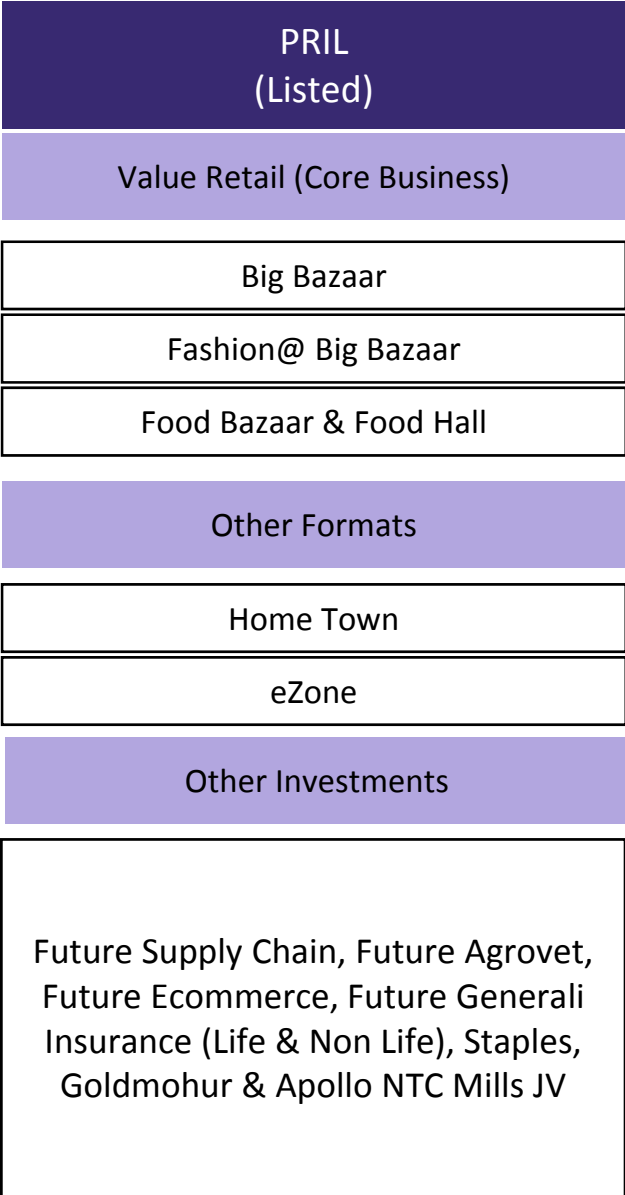 PRIL
(Listed)
Value Retail (Core Business)
Big Bazaar
Fashion@ Big Bazaar
Food Bazaar & Food Hall
Other Formats
Home Town
eZone
Other Investments
Future Supply Chain, Future Agrovet,
Future Ecommerce, Future Generali
Insurance (Life & Non Life), Staples,
Goldmohur & Apollo NTC Mills JV